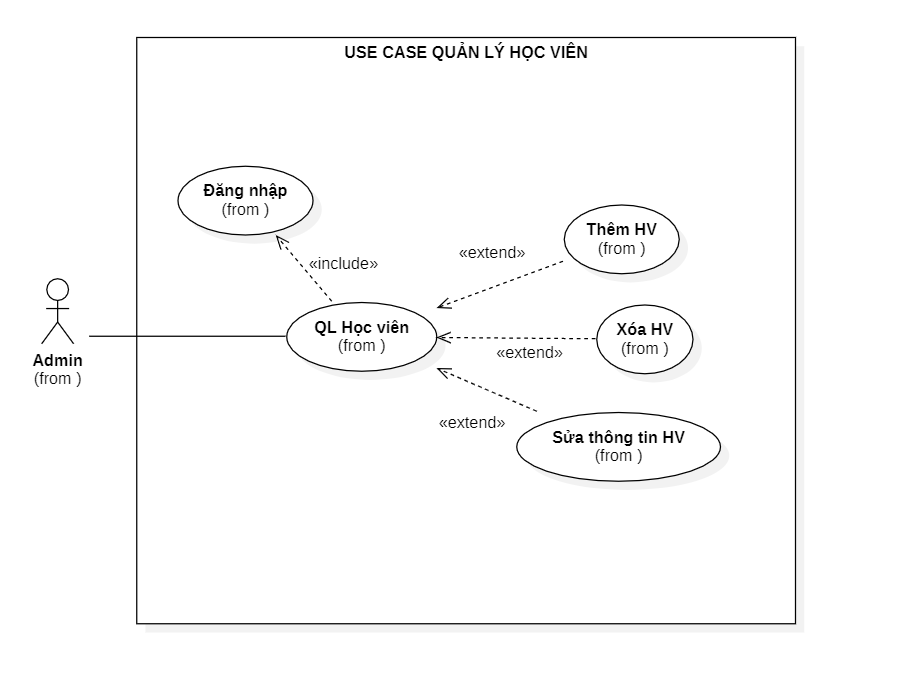 USE CASE QUẢN LÝ HỌC VIÊN
Đăng nhập
(from )
«include»
Thêm HV
(from )
«extend»
QL Học viên
(from )
Xóa HV
(from )
«extend»
Admin
(from )
«extend»
Sửa thông tin HV
(from )